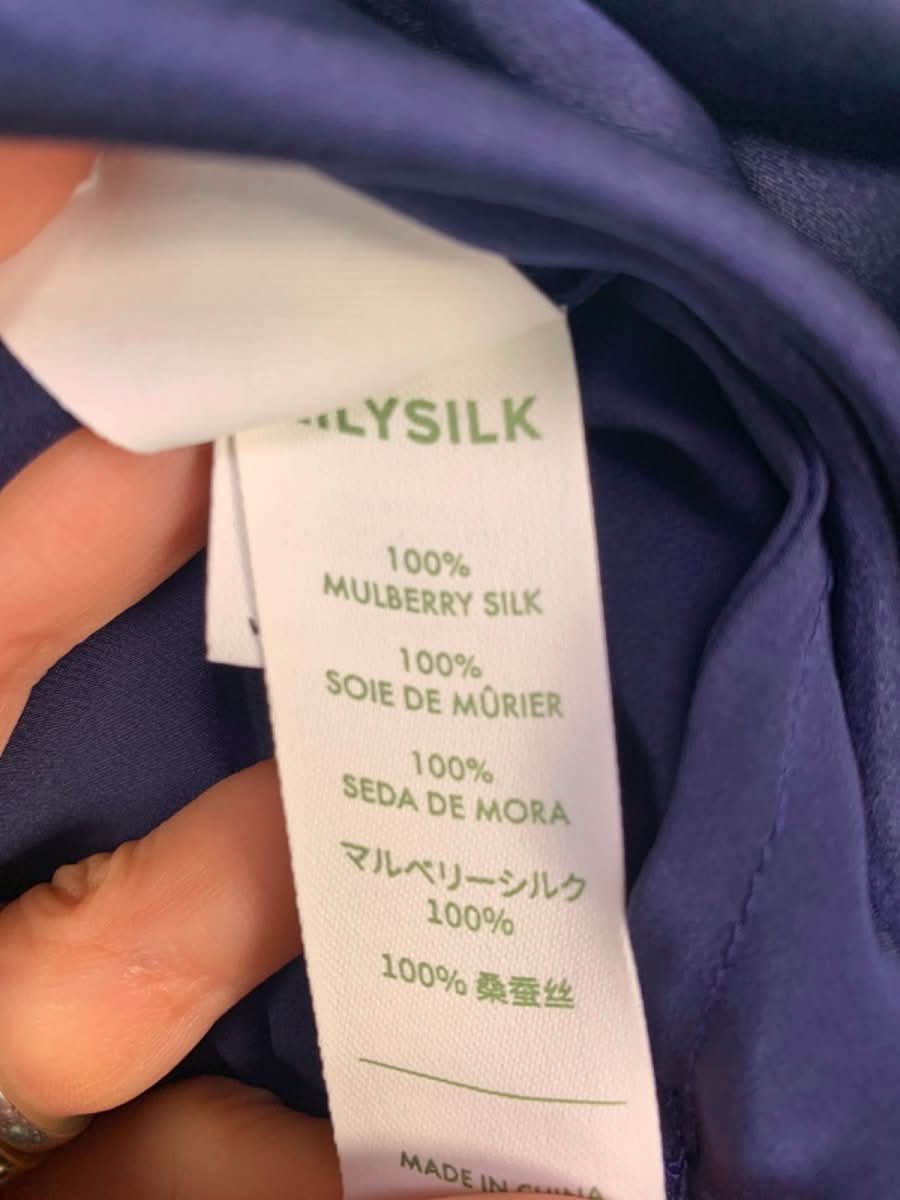 LILYSILK
100%
MULBERRY SILK
100%
SOIE DE MÛRIER
100%
SEDA DE MORA
マルベリーシルク
100%
100% 桑蚕丝
MADE IN CHINA